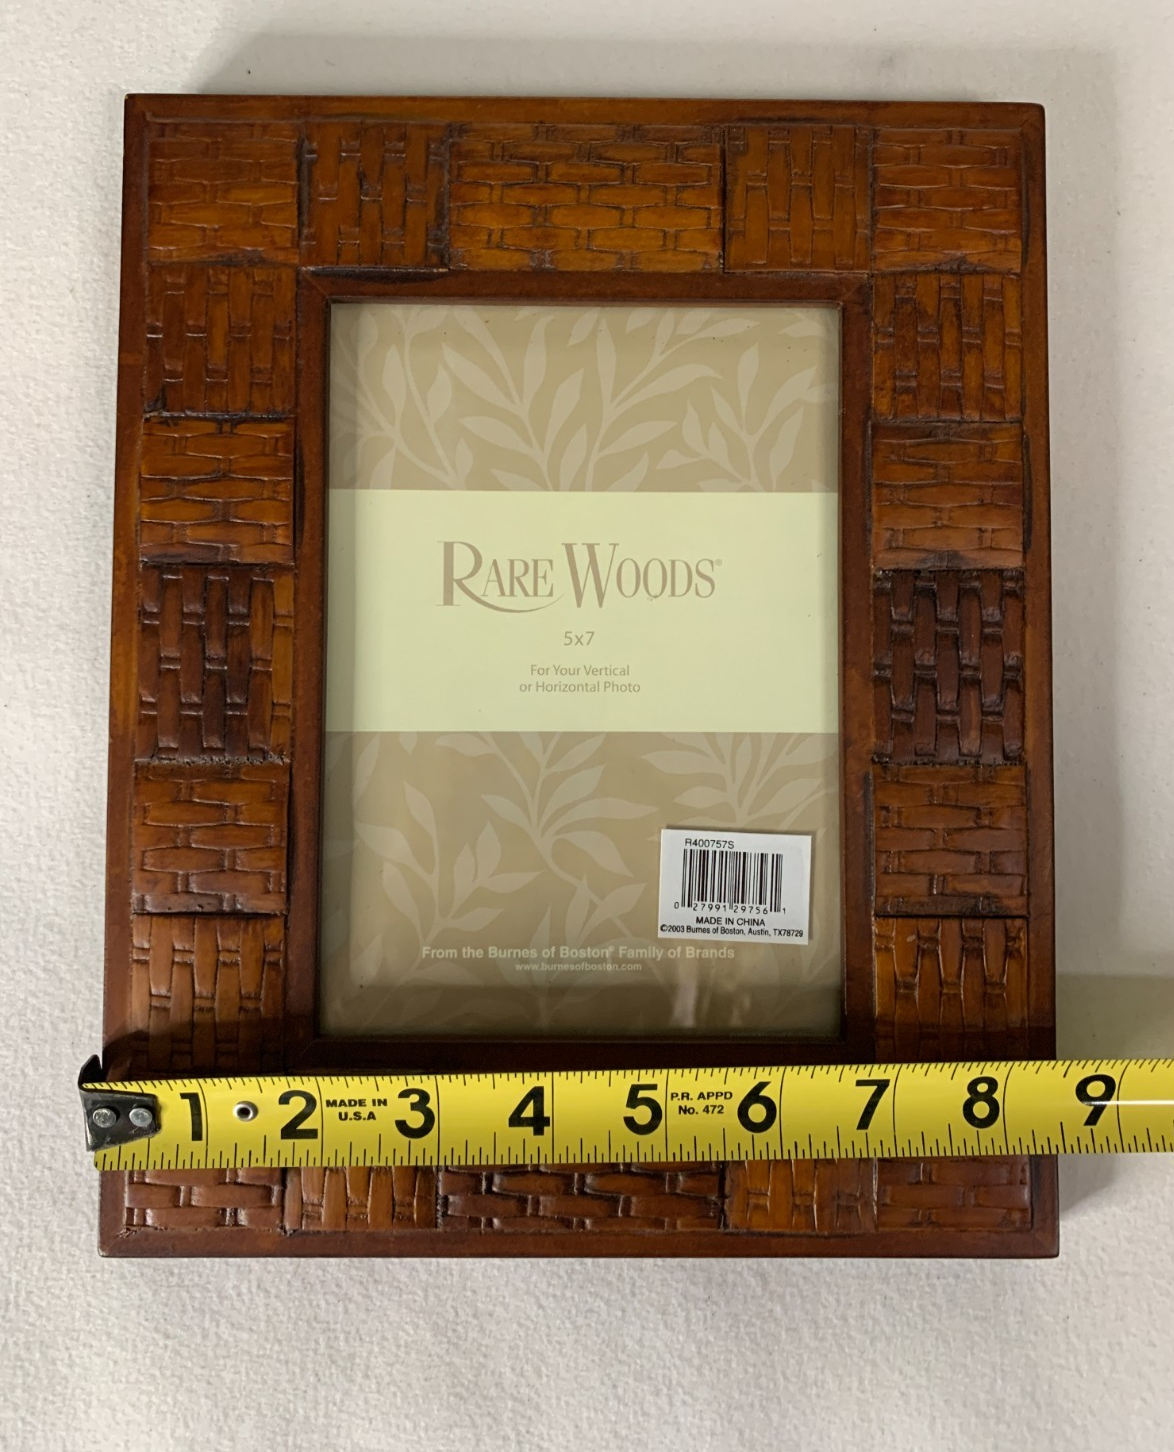 RARE WOODS®
5x7
For Your Vertical
or Horizontal Photo
R400757S
0 27991 29756 1
MADE IN CHINA
©2003 Burnes of Boston, Austin, TX78729
From the Burnes of Boston® Family of Brands
www.burnesofboston.com
1 2 MADE IN U.S.A 3 4 5 P.R. APPD No. 472 6 7 8 9